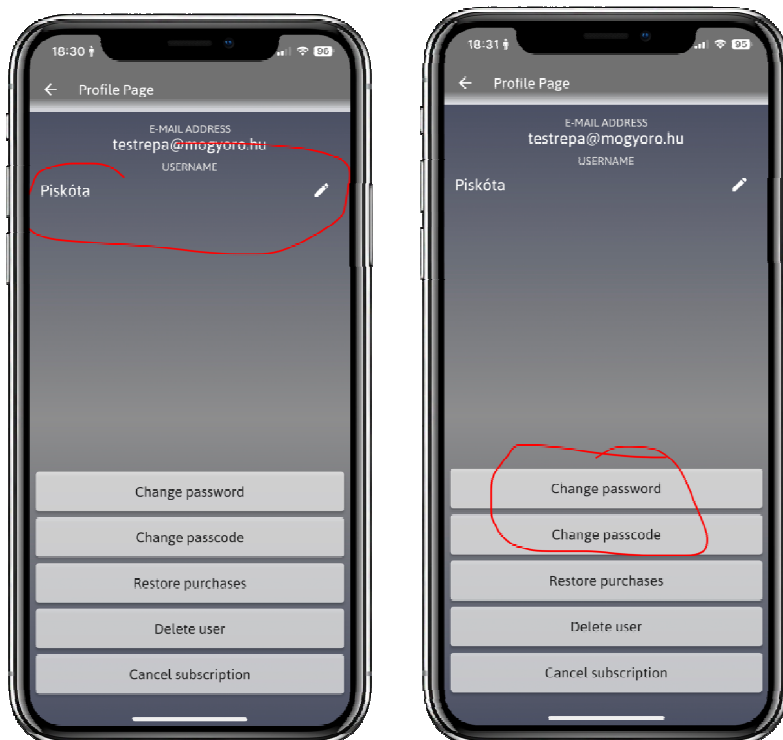 18:30
96
Profile Page
E-MAIL ADDRESS
testrepa@mogyoro.hu
USERNAME
Piskóta
Change password
Change passcode
Restore purchases
Delete user
Cancel subscription
18:31
95
Profile Page
E-MAIL ADDRESS
testrepa@mogyoro.hu
USERNAME
Piskóta
Change password
Change passcode
Restore purchases
Delete user
Cancel subscription